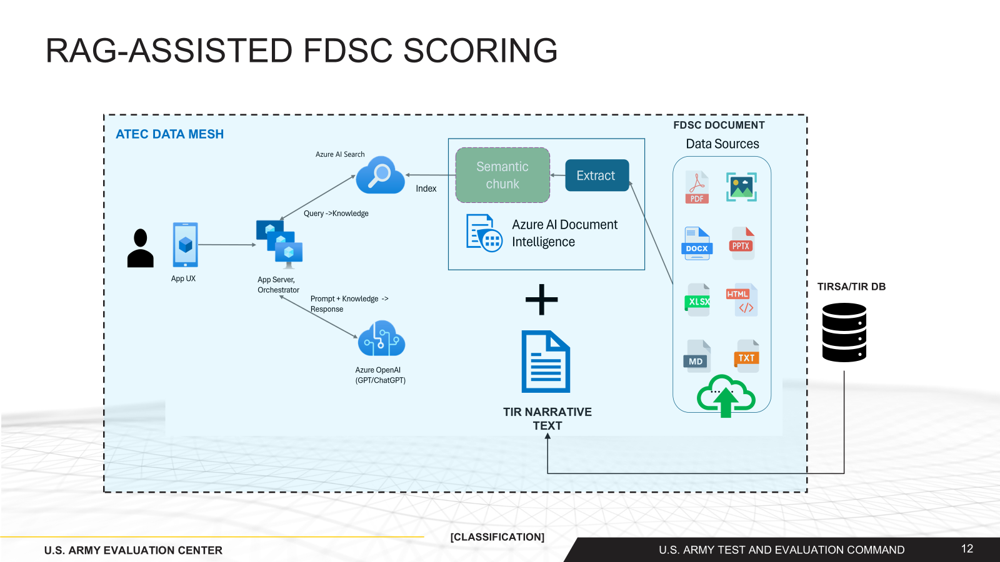 RAG-ASSISTED FDSC SCORING
ATEC DATA MESH
FDSC DOCUMENT
Data Sources
Azure AI Search
Semantic
chunk
Extract
Index
Query ->Knowledge
Azure AI Document
Intelligence
PDF
DOCX
PPTX
App UX
App Server,
Orchestrator
Prompt + Knowledge ->
Response
XLSX
HTML
</>
TIRSA/TIR DB
MD
TXT
Azure OpenAI
(GPT/ChatGPT)
TIR NARRATIVE
TEXT
[CLASSIFICATION]
U.S. ARMY EVALUATION CENTER
U.S. ARMY TEST AND EVALUATION COMMAND
12